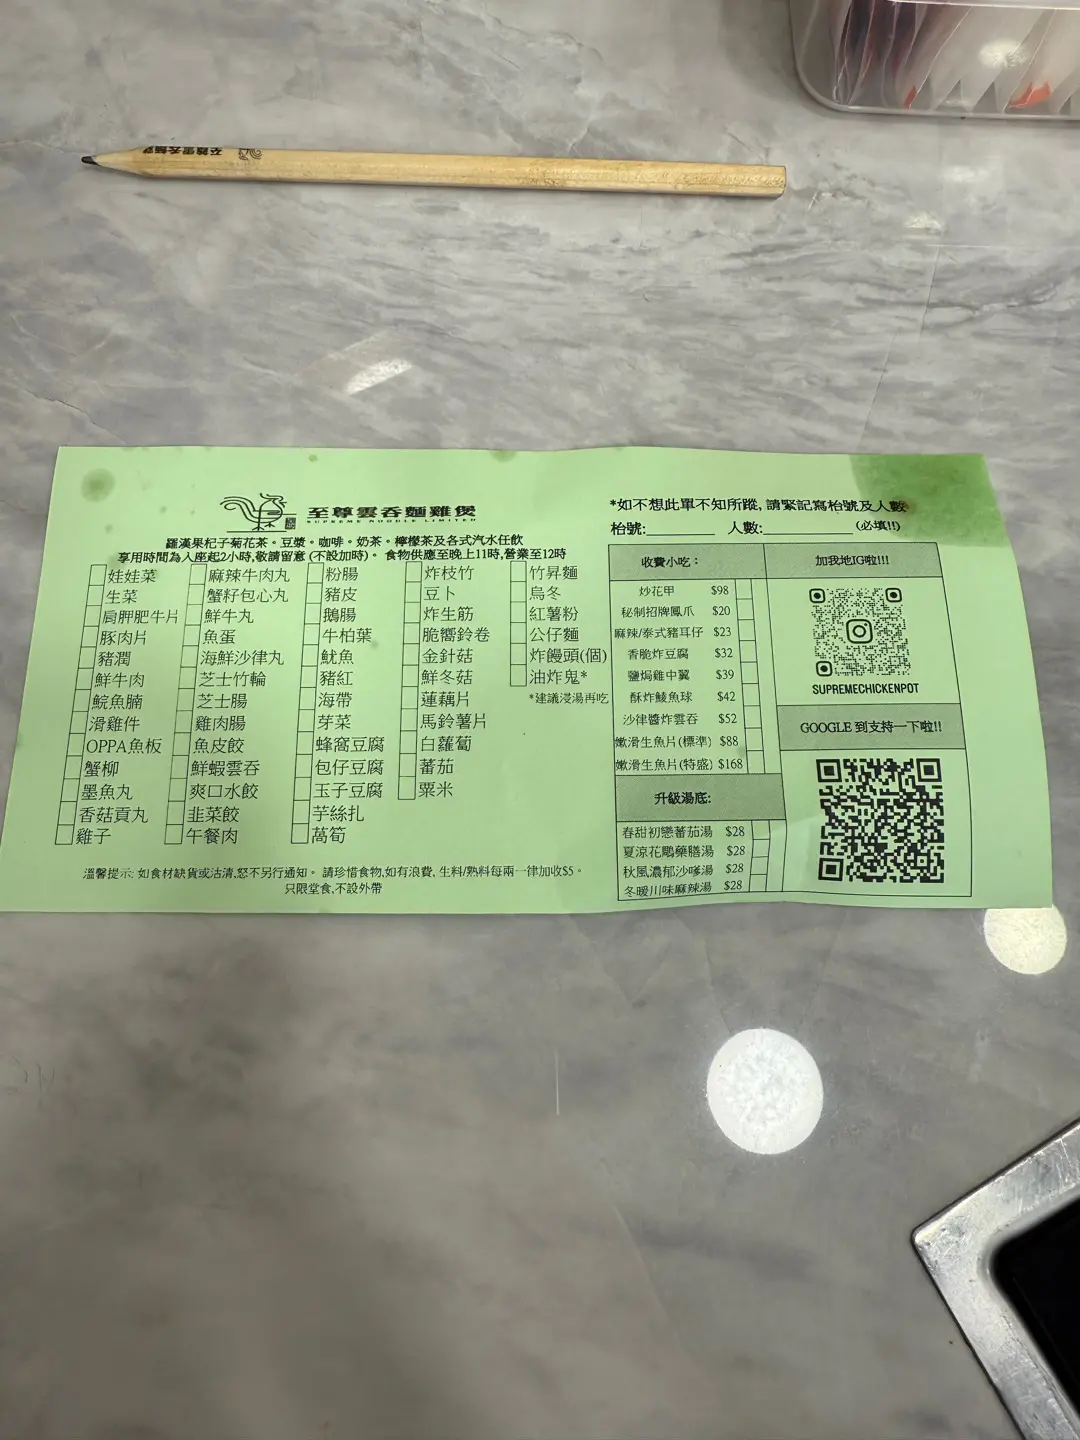 至尊雲吞麵
至尊雲吞麵雞煲
SUPREME NOODLE LIMITED
羅漢果杞子菊花茶。豆漿。咖啡。奶茶。檸檬茶及各式汽水任飲
享用時間為入座起2小時,敬請留意(不設加時)。 食物供應至晚上11時,營業至12時
娃娃菜
生菜
肩胛肥牛片
豚肉片
豬潤
鮮牛肉
鯇魚腩
滑雞件
OPPA魚板
蟹柳
墨魚丸
香菇貢丸
雞子
麻辣牛肉丸
蟹籽包心丸
鮮牛丸
魚蛋
海鮮沙律丸
芝士竹輪
芝士腸
雞肉腸
魚皮餃
鮮蝦雲吞
爽口水餃
韭菜餃
午餐肉
粉腸
豬皮
鵝腸
牛柏葉
魷魚
豬紅
海帶
芽菜
蜂窩豆腐
包仔豆腐
玉子豆腐
芋絲扎
萵筍
炸枝竹
豆卜
炸生筋
脆嚮鈴卷
金針菇
鮮冬菇
蓮藕片
馬鈴薯片
白蘿蔔
蕃茄
粟米
竹昇麵
烏冬
紅薯粉
公仔麵
炸饅頭(個)
油炸鬼*
*建議浸湯再吃
溫馨提示: 如食材缺貨或沽清,恕不另行通知。 請珍惜食物,如有浪費, 生料/熟料每兩一律加收$5。
只限堂食,不設外帶
*如不想此單不知所蹤, 請緊記寫枱號及人數
枱號:________ 人數:__________ (必填!!)
收費小吃：
炒花甲 $98
秘制招牌鳳爪 $20
麻辣/泰式豬耳仔 $23
香脆炸豆腐 $32
鹽焗雞中翼 $39
酥炸鯪魚球 $42
沙律醬炸雲吞 $52
嫩滑生魚片(標準) $88
嫩滑生魚片(特盛) $168
升級湯底:
春甜初戀蕃茄湯 $28
夏涼花鵰藥膳湯 $28
秋風濃郁沙嗲湯 $28
冬暖川味麻辣湯 $28
加我地IG啦!!!
SUPREMECHICKENPOT
GOOGLE 到支持一下啦!!